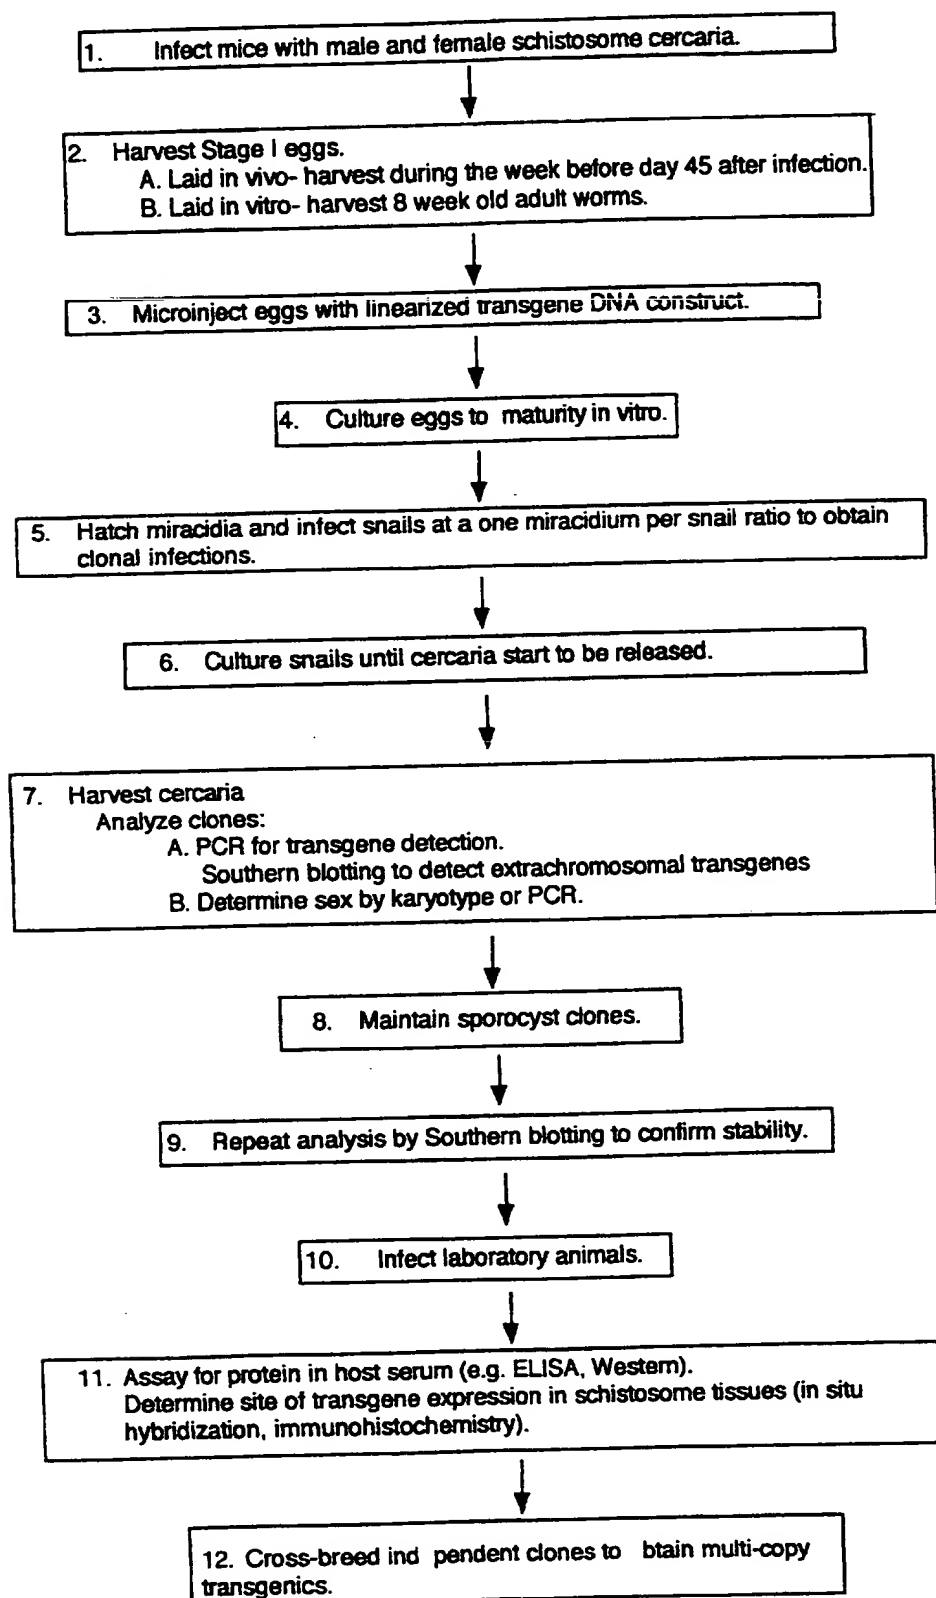 1. Infect mice with male and female schistosome cercaria.
2. Harvest Stage I eggs.
A. Laid in vivo- harvest during the week before day 45 after infection.
B. Laid in vitro- harvest 8 week old adult worms.
3. Microinject eggs with linearized transgene DNA construct.
4. Culture eggs to maturity in vitro.
5. Hatch miracidia and infect snails at a one miracidium per snail ratio to obtain
clonal infections.
6. Culture snails until cercaria start to be released.
7. Harvest cercaria
Analyze clones:
A. PCR for transgene detection.
Southern blotting to detect extrachromosomal transgenes
B. Determine sex by karyotype or PCR.
8. Maintain sporocyst clones.
9. Repeat analysis by Southern blotting to confirm stability.
10. Infect laboratory animals.
11. Assay for protein in host serum (e.g. ELISA, Western).
Determine site of transgene expression in schistosome tissues (in situ
hybridization, immunohistochemistry).
12. Cross-breed ind pendent clones to btain multi-copy
transgenics.